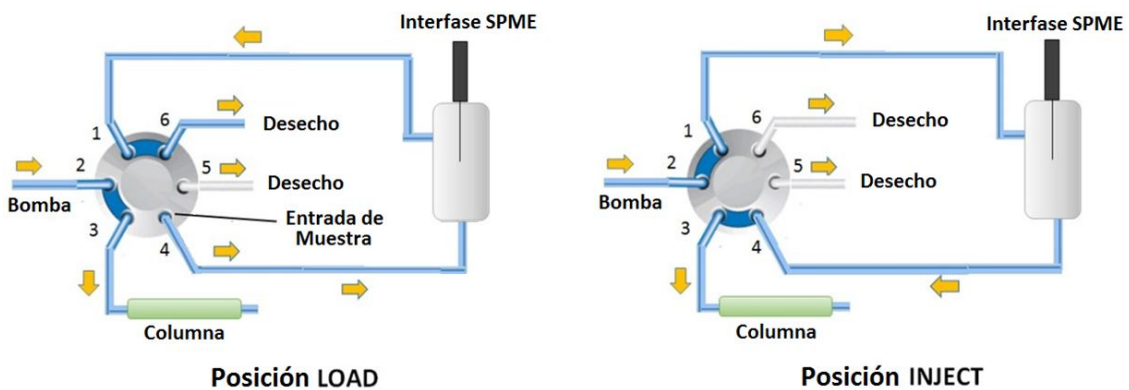 Interfase SPME
1
6
Desecho
2
5
Desecho
Bomba
Entrada de
Muestra
3
4
Columna
Posición LOAD
Interfase SPME
1
6
Desecho
2
5
Desecho
Bomba
3
4
Columna
Posición INJECT